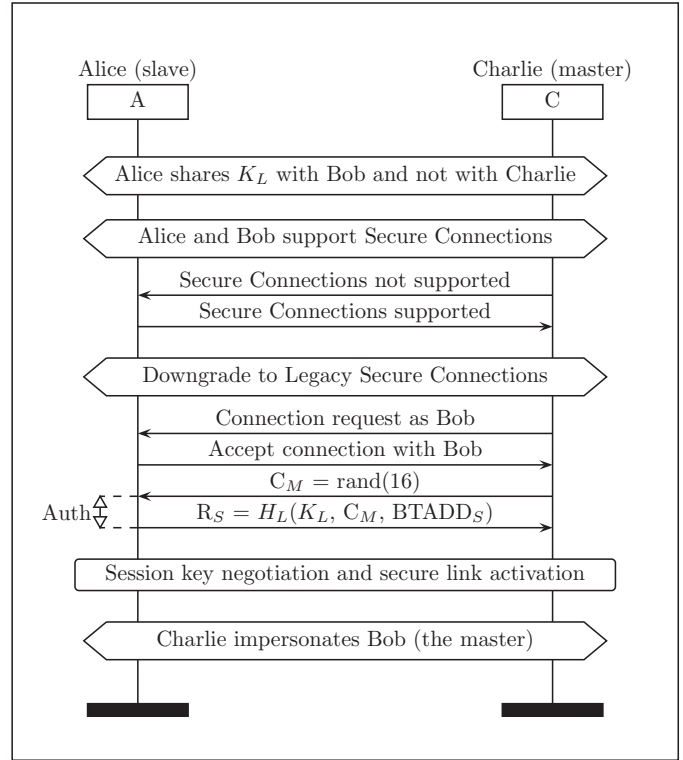 Alice (slave)
Charlie (master)
A
C
Alice shares K_L with Bob and not with Charlie
Alice and Bob support Secure Connections
Secure Connections not supported
Secure Connections supported
Downgrade to Legacy Secure Connections
Connection request as Bob
Accept connection with Bob
C_M = rand(16)
Auth
R_S = H_L(K_L, C_M, BTADD_S)
Session key negotiation and secure link activation
Charlie impersonates Bob (the master)